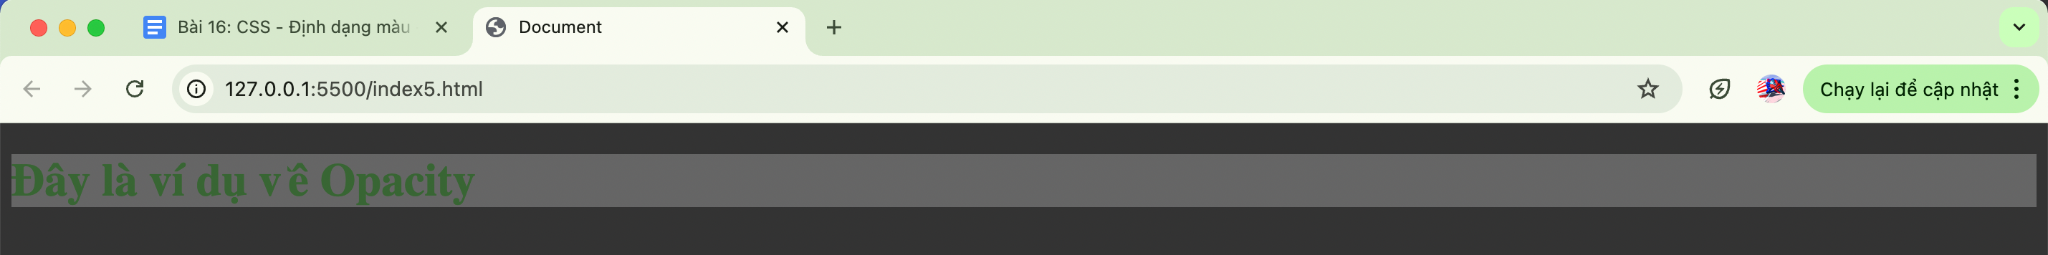 Bài 16: CSS - Định dạng màu
Document
127.0.0.1:5500/index5.html
Chạy lại để cập nhật
Đây là ví dụ về Opacity